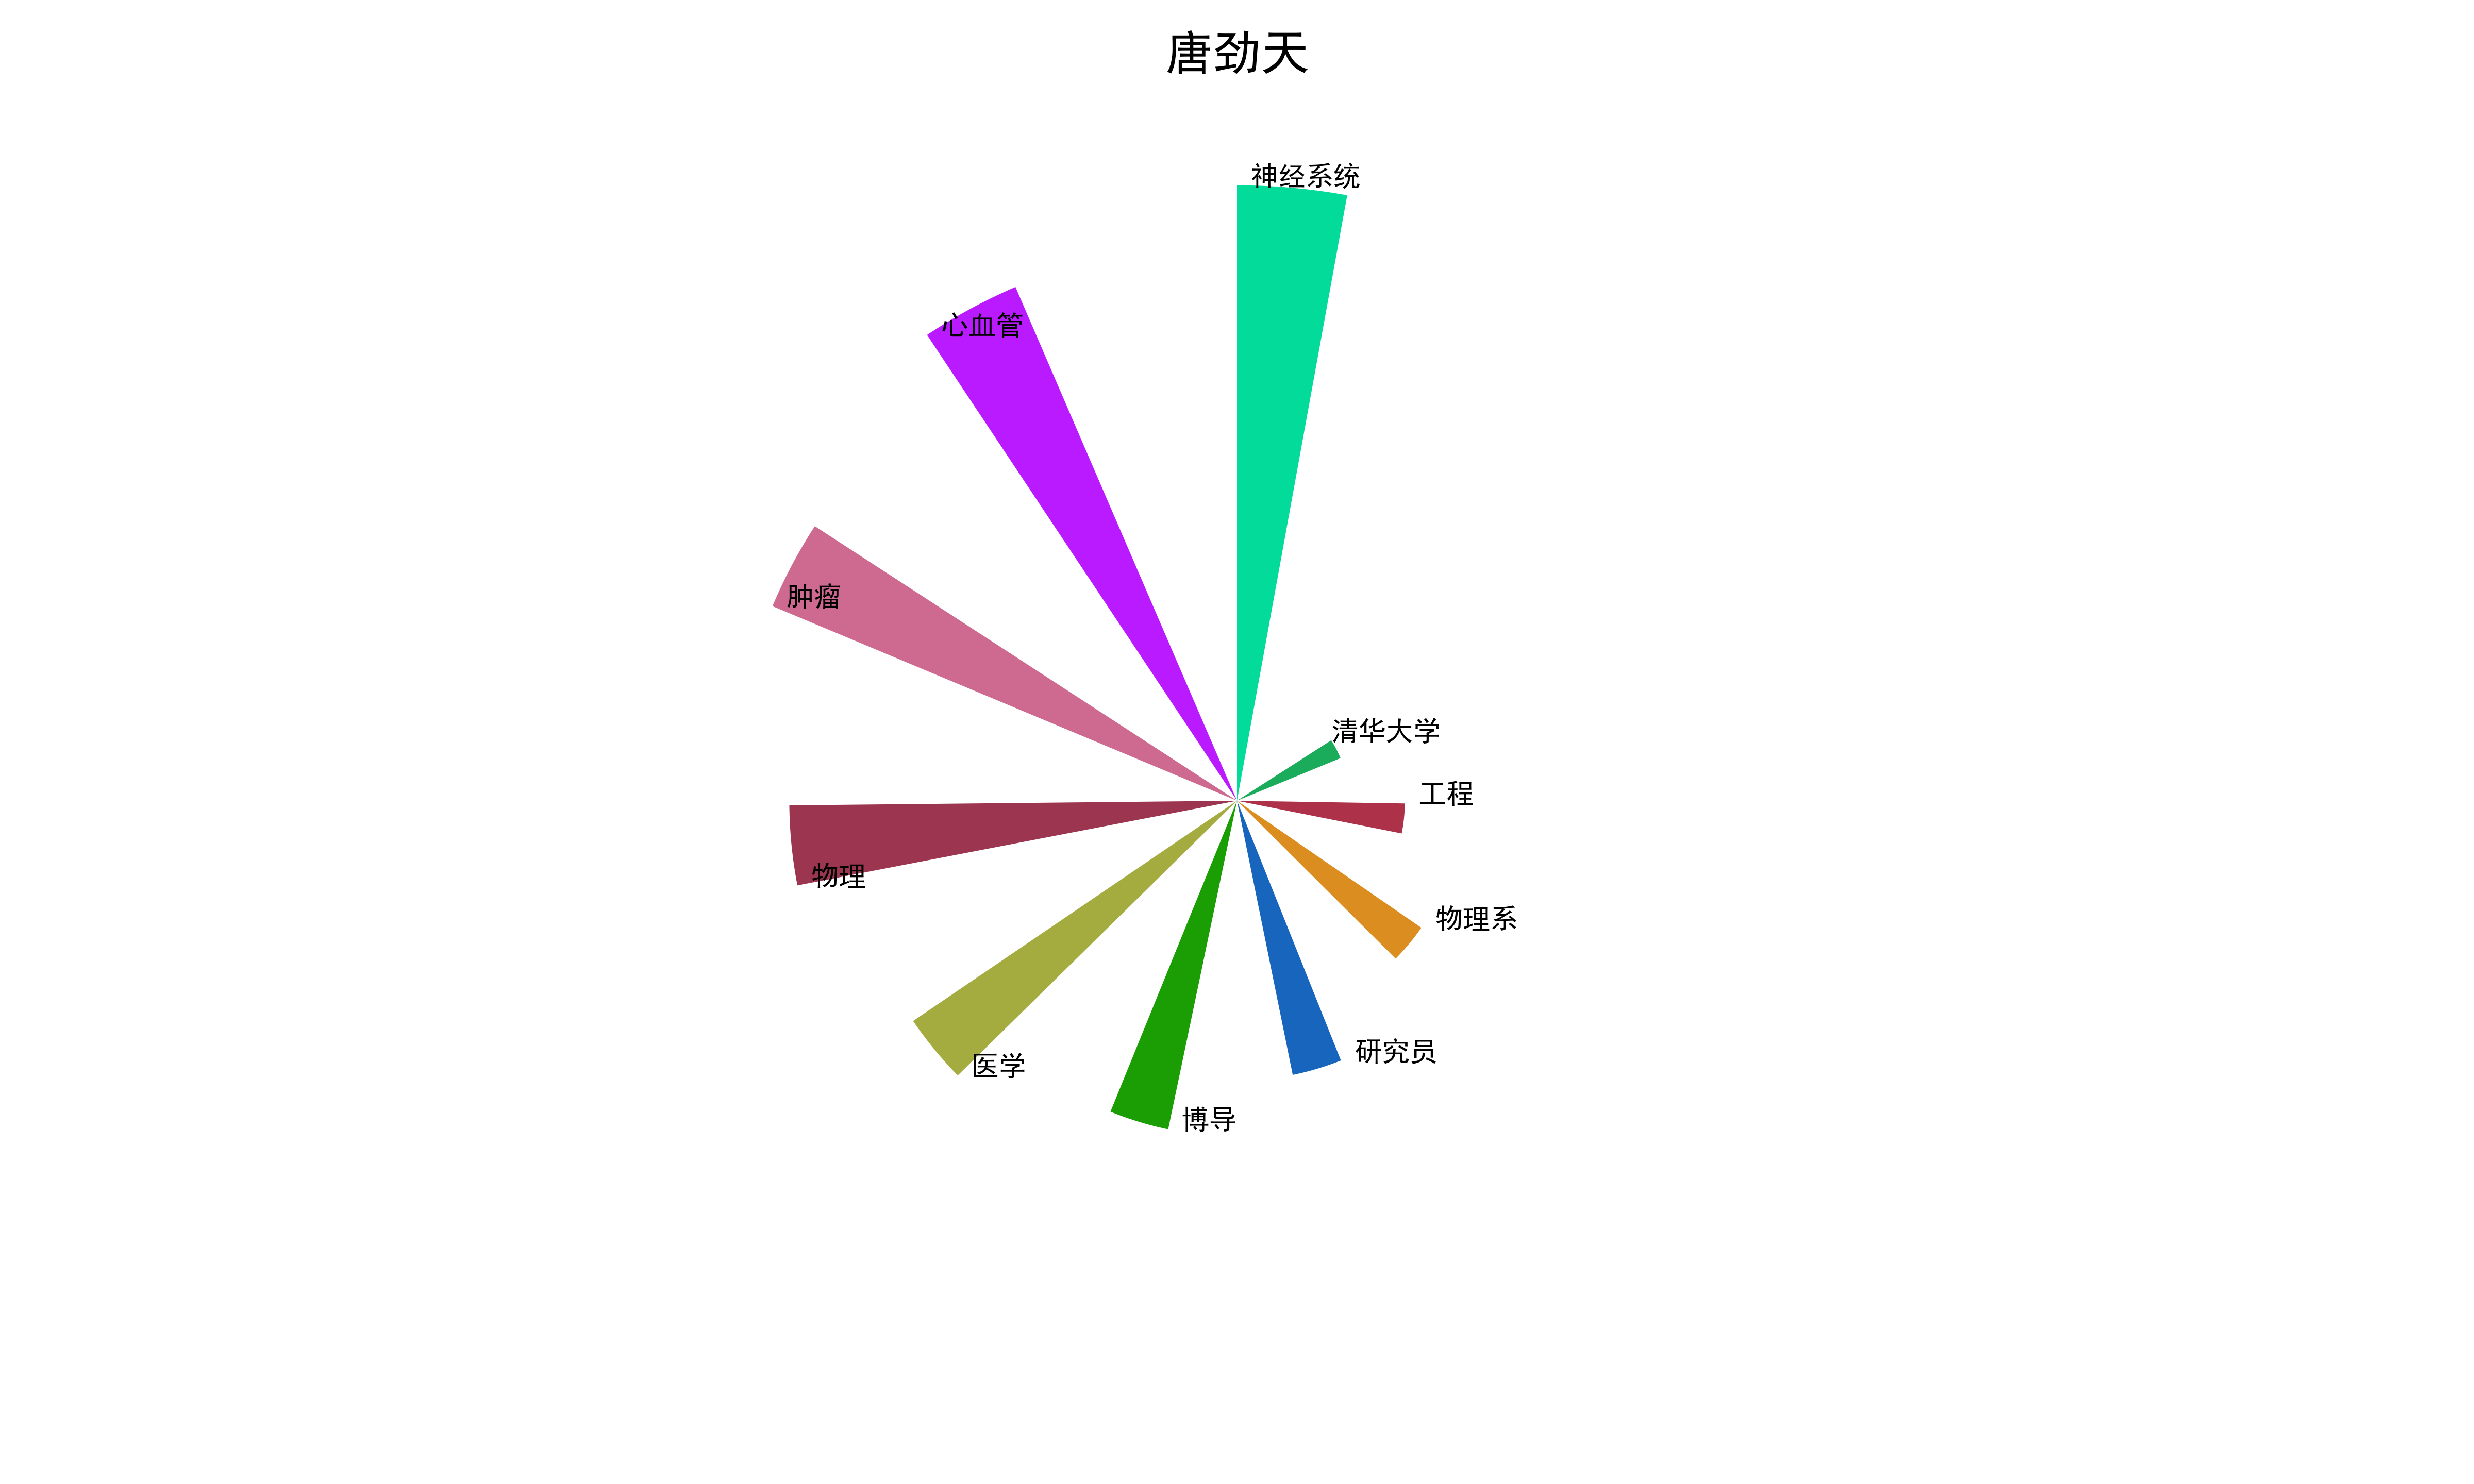 唐劲天
神经系统
心血管
肿瘤
清华大学
工程
物理
物理系
研究员
医学
博导